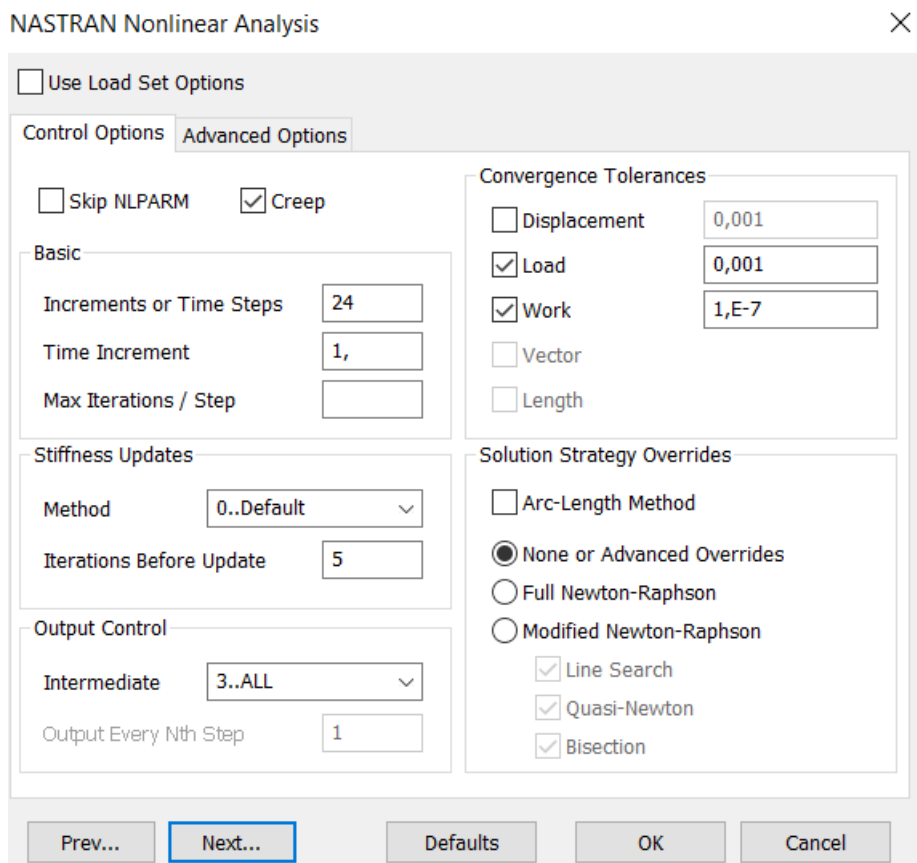 NASTRAN Nonlinear Analysis
Use Load Set Options
Control Options Advanced Options
Skip NLPARM Creep
Basic
Increments or Time Steps 24
Time Increment 1,
Max Iterations / Step
Stiffness Updates
Method 0..Default
Iterations Before Update 5
Output Control
Intermediate 3..ALL
Output Every Nth Step 1
Convergence Tolerances
Displacement 0,001
Load 0,001
Work 1,E-7
Vector
Length
Solution Strategy Overrides
Arc-Length Method
None or Advanced Overrides
Full Newton-Raphson
Modified Newton-Raphson
Line Search
Quasi-Newton
Bisection
Prev... Next... Defaults OK Cancel